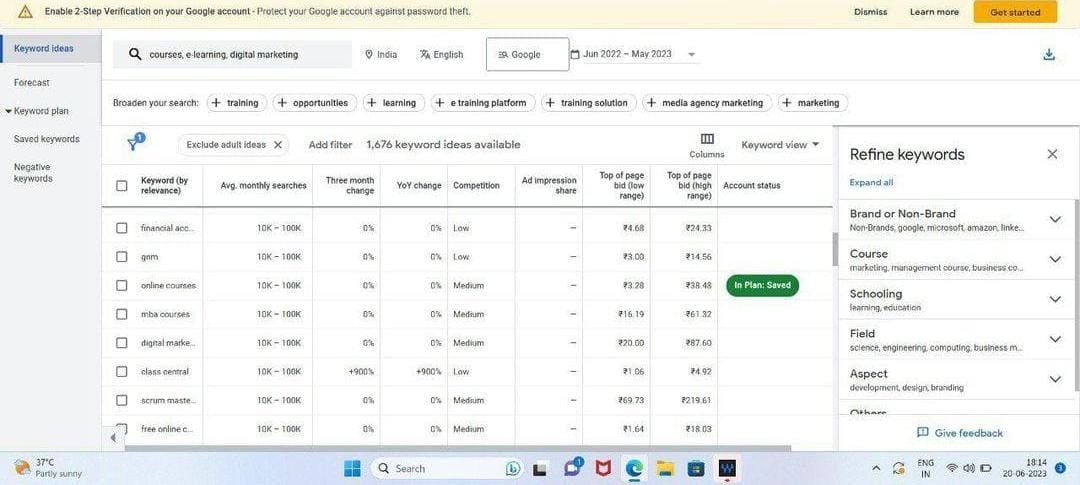 Enable 2-Step Verification on your Google account - Protect your Google account against password theft.
Dismiss
Learn more
Get started
Keyword ideas
Forecast
Keyword plan
Saved keywords
Negative
keywords
courses, e-learning, digital marketing
India
English
Google
Jun 2022 – May 2023
Broaden your search:
+ training
+ opportunities
+ learning
+ e training platform
+ training solution
+ media agency marketing
+ marketing
1
Exclude adult ideas
Add filter
1,676 keyword ideas available
Columns
Keyword view
Keyword (by
relevance)
Avg. monthly searches
Three month
change
YoY change
Competition
Ad impression
share
Top of page
bid (low
range)
Top of page
bid (high
range)
Account status
financial acc... 10K – 100K 0% 0% Low – ₹4.68 ₹24.33
gnm 10K – 100K 0% 0% Low – ₹3.00 ₹14.56
online courses 10K – 100K 0% 0% Medium – ₹3.28 ₹38.48 In Plan: Saved
mba courses 10K – 100K 0% 0% Medium – ₹16.19 ₹61.32
digital marke... 10K – 100K 0% 0% Medium – ₹20.00 ₹87.60
class central 10K – 100K +900% +900% Low – ₹1.06 ₹4.92
scrum maste... 10K – 100K 0% 0% Medium – ₹69.73 ₹219.61
free online c... 10K – 100K 0% 0% Medium – ₹1.64 ₹18.03
Refine keywords
Expand all
Brand or Non-Brand
Non-Brands, google, microsoft, amazon, linke...
Course
marketing, management course, business co...
Schooling
learning, education
Field
science, engineering, computing, business m...
Aspect
development, design, branding
Others
Give feedback
37°C
Partly sunny
Search
1
ENG
IN
18:14
20-06-2023
3